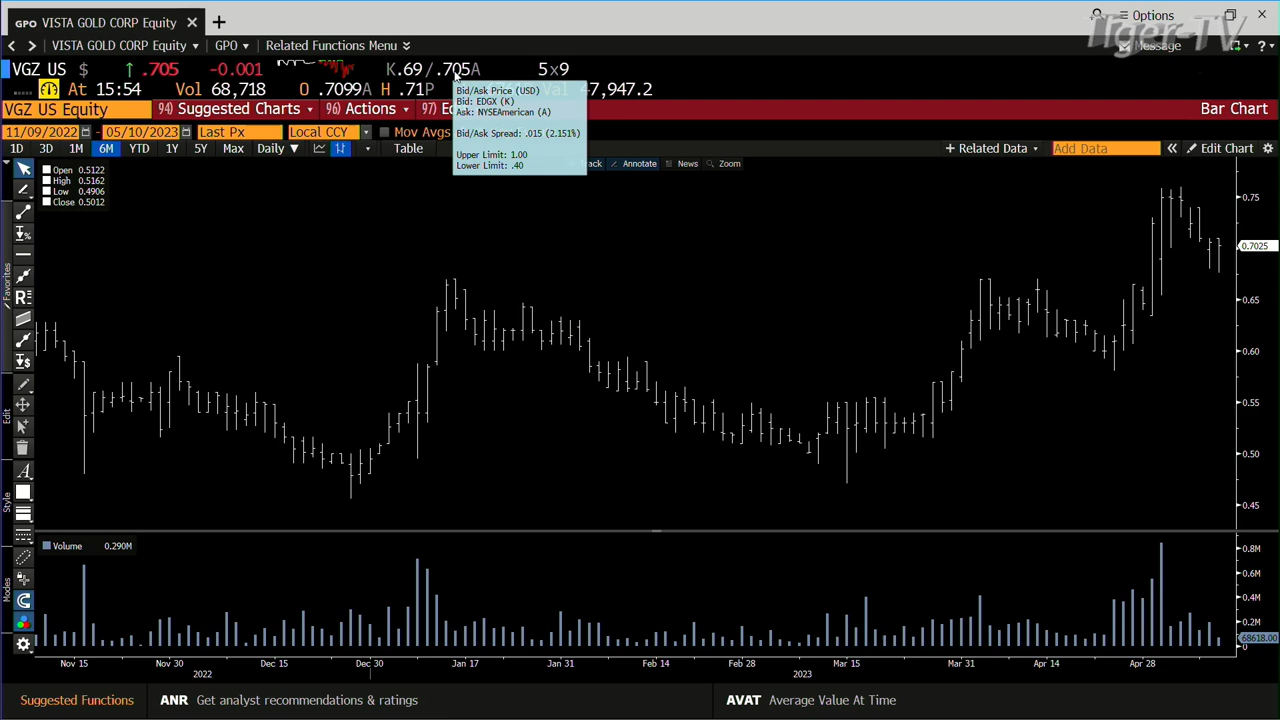 GPO VISTA GOLD CORP Equity
Options
Tiger-TV
VISTA GOLD CORP Equity GPO Related Functions Menu
Message
VGZ US $ .705 -0.001 K.69/.705A 5x9
At 15:54 Vol 68,718 O .7099A H .71P 47,947.2
VGZ US Equity 94) Suggested Charts 96) Actions 97) Bar Chart
11/09/2022 - 05/10/2023 Last Px Local CCY Mov Avgs
1D 3D 1M 6M YTD 1Y 5Y Max Daily Table
+ Related Data Add Data Edit Chart
Bid/Ask Price (USD)
Bid: EDGX (K)
Ask: NYSEAmerican (A)
Bid/Ask Spread: .015 (2.151%)
Upper Limit: 1.00
Lower Limit: .40
Annotate News Zoom
Open 0.5122
High 0.5162
Low 0.4906
Close 0.5012
Favorites
Edit
Style
Modes
0.75
0.7025
0.65
0.60
0.55
0.50
0.45
Volume 0.290M
0.8M
0.6M
0.4M
0.2M
68618.00
0
Nov 15 Nov 30 Dec 15 Dec 30 Jan 17 Jan 31 Feb 14 Feb 28 Mar 15 Mar 31 Apr 14 Apr 28
2022 2023
Suggested Functions ANR Get analyst recommendations & ratings AVAT Average Value At Time